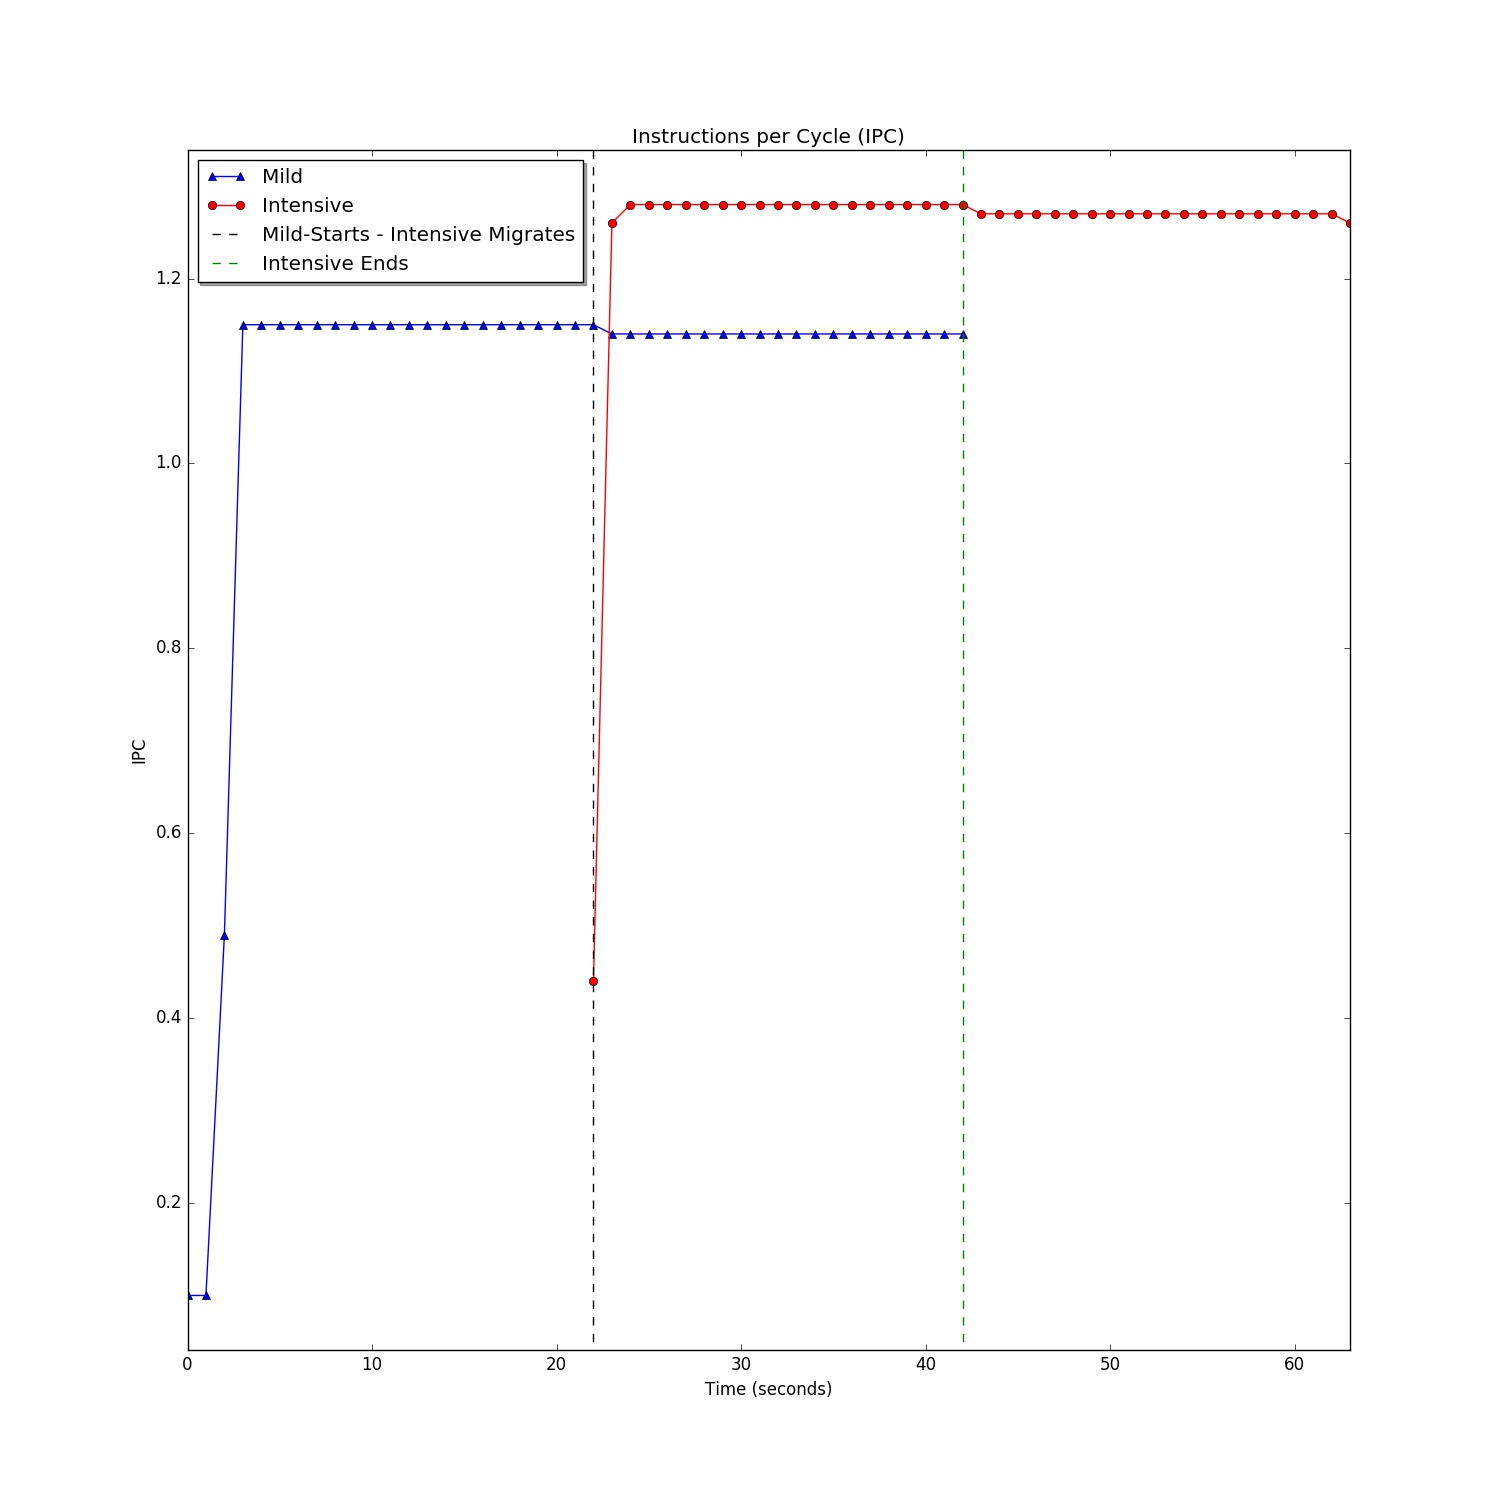 Instructions per Cycle (IPC)
Mild
Intensive
Mild-Starts - Intensive Migrates
Intensive Ends
1.2
1.0
0.8
0.6
0.4
0.2
IPC
0 10 20 30 40 50 60
Time (seconds)